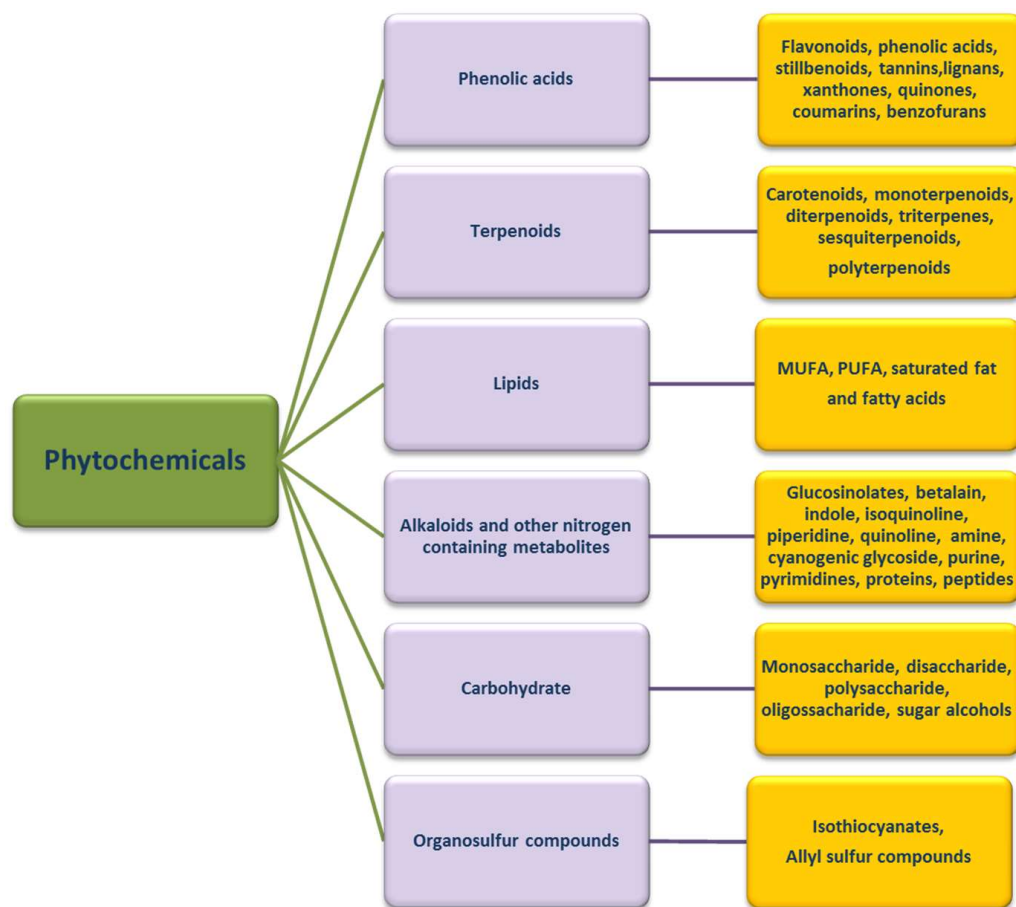 Phytochemicals
Phenolic acids
Flavonoids, phenolic acids,
stillbenoids, tannins,lignans,
xanthones, quinones,
coumarins, benzofurans
Terpenoids
Carotenoids, monoterpenoids,
diterpenoids, triterpenes,
sesquiterpenoids,
polyterpenoids
Lipids
MUFA, PUFA, saturated fat
and fatty acids
Alkaloids and other nitrogen
containing metabolites
Glucosinolates, betalain,
indole, isoquinoline,
piperidine, quinoline, amine,
cyanogenic glycoside, purine,
pyrimidines, proteins, peptides
Carbohydrate
Monosaccharide, disaccharide,
polysaccharide,
oligossacharide, sugar alcohols
Organosulfur compounds
Isothiocyanates,
Allyl sulfur compounds